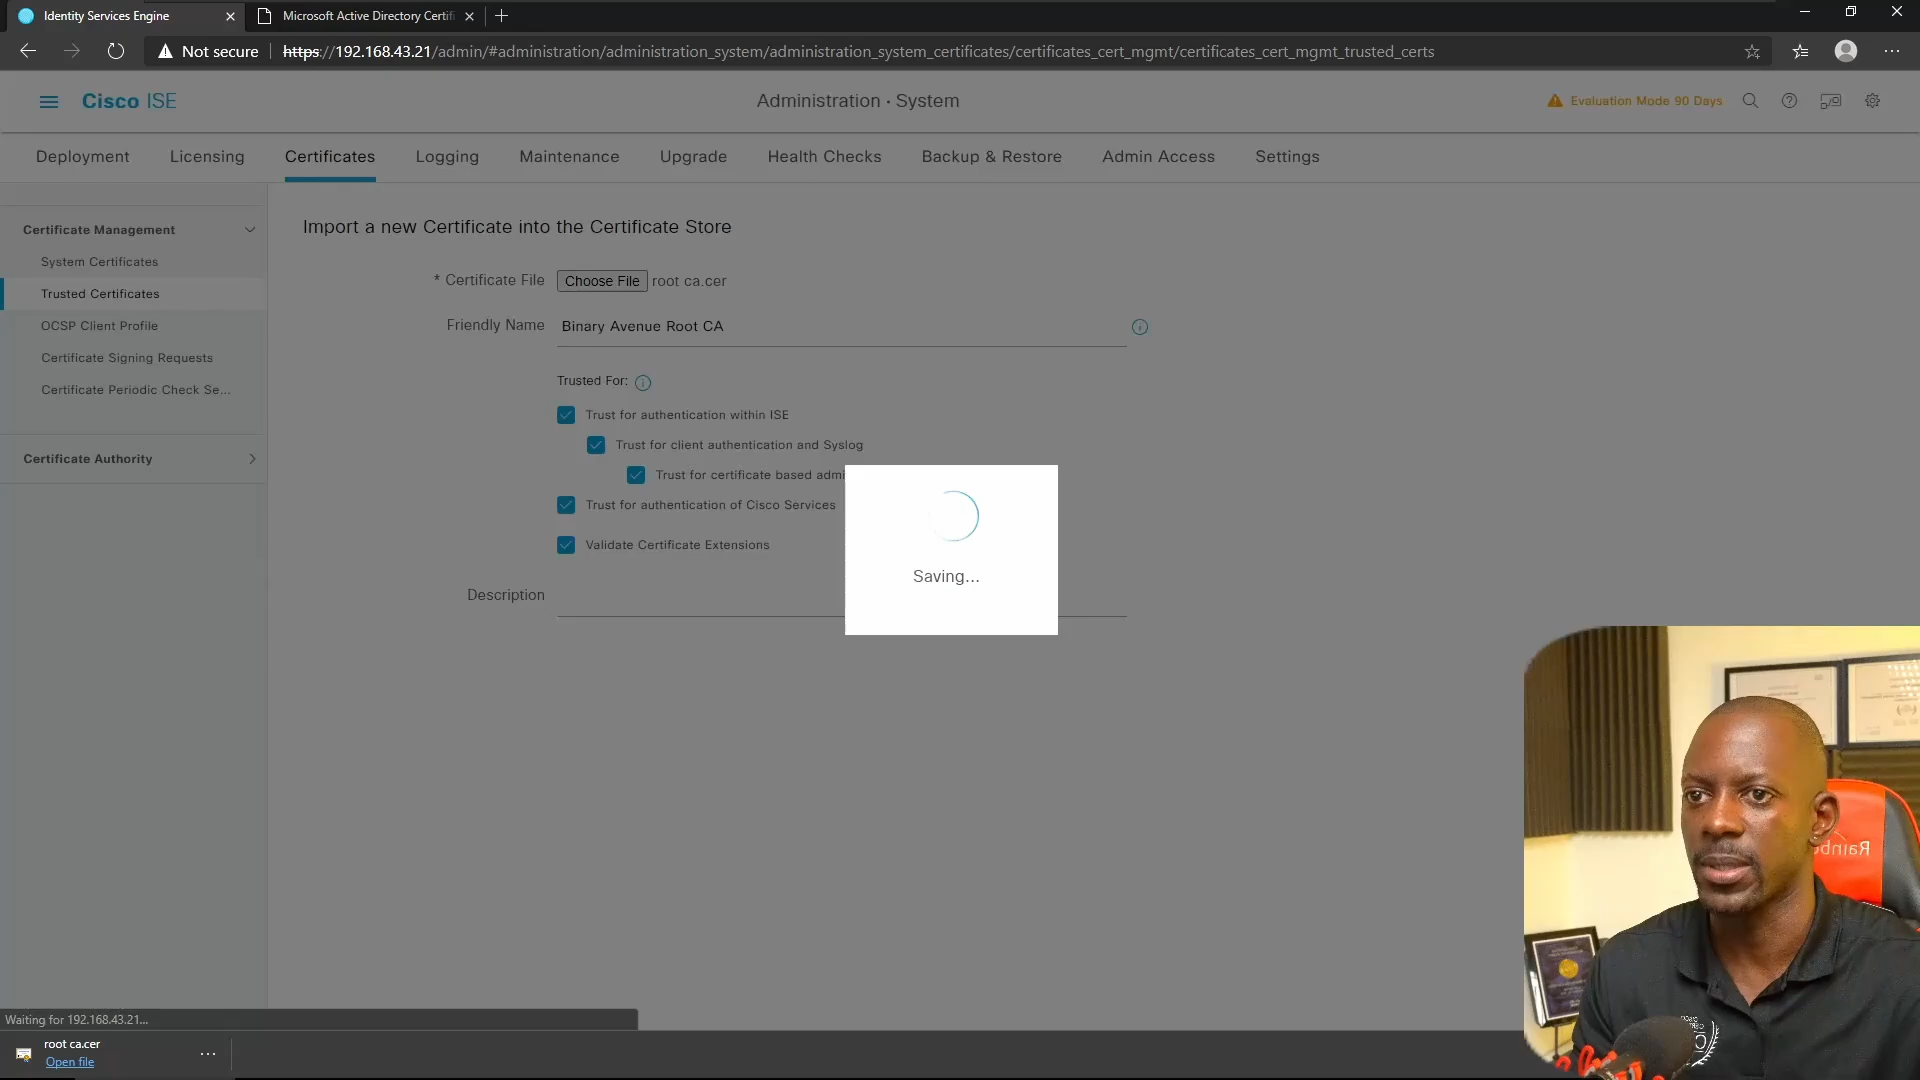 Identity Services Engine
Microsoft Active Directory Certifi
Not secure
https://192.168.43.21/admin/#administration/administration_system/administration_system_certificates/certificates_cert_mgmt/certificates_cert_mgmt_trusted_certs
Cisco ISE
Administration · System
Evaluation Mode 90 Days
Deployment
Licensing
Certificates
Logging
Maintenance
Upgrade
Health Checks
Backup & Restore
Admin Access
Settings
Certificate Management
System Certificates
Trusted Certificates
OCSP Client Profile
Certificate Signing Requests
Certificate Periodic Check Se...
Certificate Authority
Import a new Certificate into the Certificate Store
* Certificate File
Choose File root ca.cer
Friendly Name
Binary Avenue Root CA
Trusted For:
Trust for authentication within ISE
Trust for client authentication and Syslog
Trust for certificate based admi
Trust for authentication of Cisco Services
Validate Certificate Extensions
Description
Saving...
Waiting for 192.168.43.21...
root ca.cer
Open file